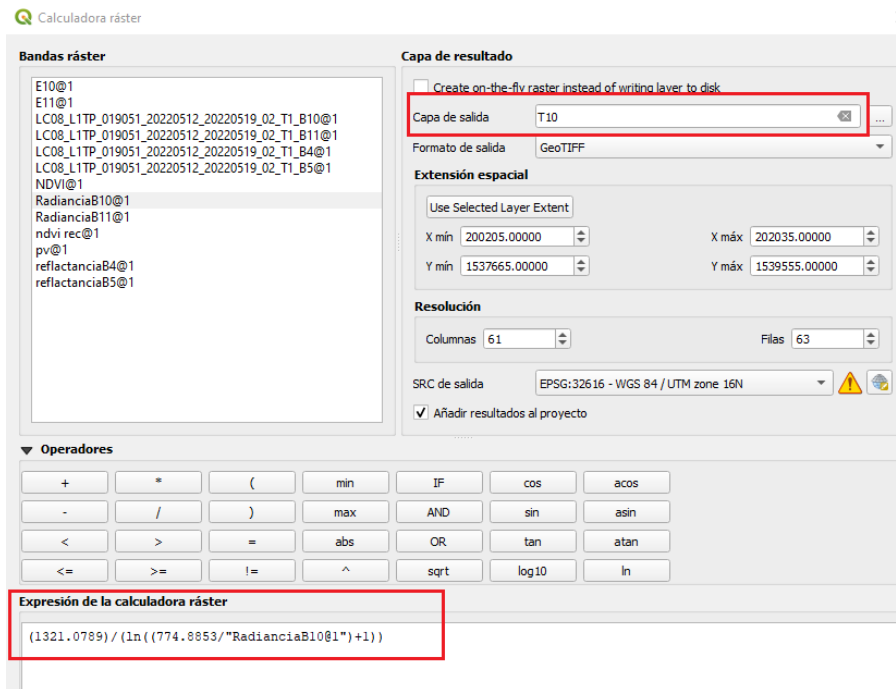 Calculadora ráster
Bandas ráster
E10@1
E11@1
LC08_L1TP_019051_20220512_20220519_02_T1_B10@1
LC08_L1TP_019051_20220512_20220519_02_T1_B11@1
LC08_L1TP_019051_20220512_20220519_02_T1_B4@1
LC08_L1TP_019051_20220512_20220519_02_T1_B5@1
NDVI@1
RadianciaB10@1
RadianciaB11@1
ndvi rec@1
pv@1
reflactanciaB4@1
reflactanciaB5@1
Capa de resultado
Create on-the-fly raster instead of writing layer to disk
Capa de salida T10 ...
Formato de salida GeoTIFF
Extensión espacial
Use Selected Layer Extent
X mín 200205.00000 X máx 202035.00000
Y mín 1537665.00000 Y máx 1539555.00000
Resolución
Columnas 61 Filas 63
SRC de salida EPSG:32616 - WGS 84 / UTM zone 16N
Añadir resultados al proyecto
Operadores
+ * ( min IF cos acos
- / ) max AND sin asin
< > = abs OR tan atan
<= >= != ^ sqrt log10 ln
Expresión de la calculadora ráster
(1321.0789)/(ln((774.8853/"RadianciaB10@1")+1))